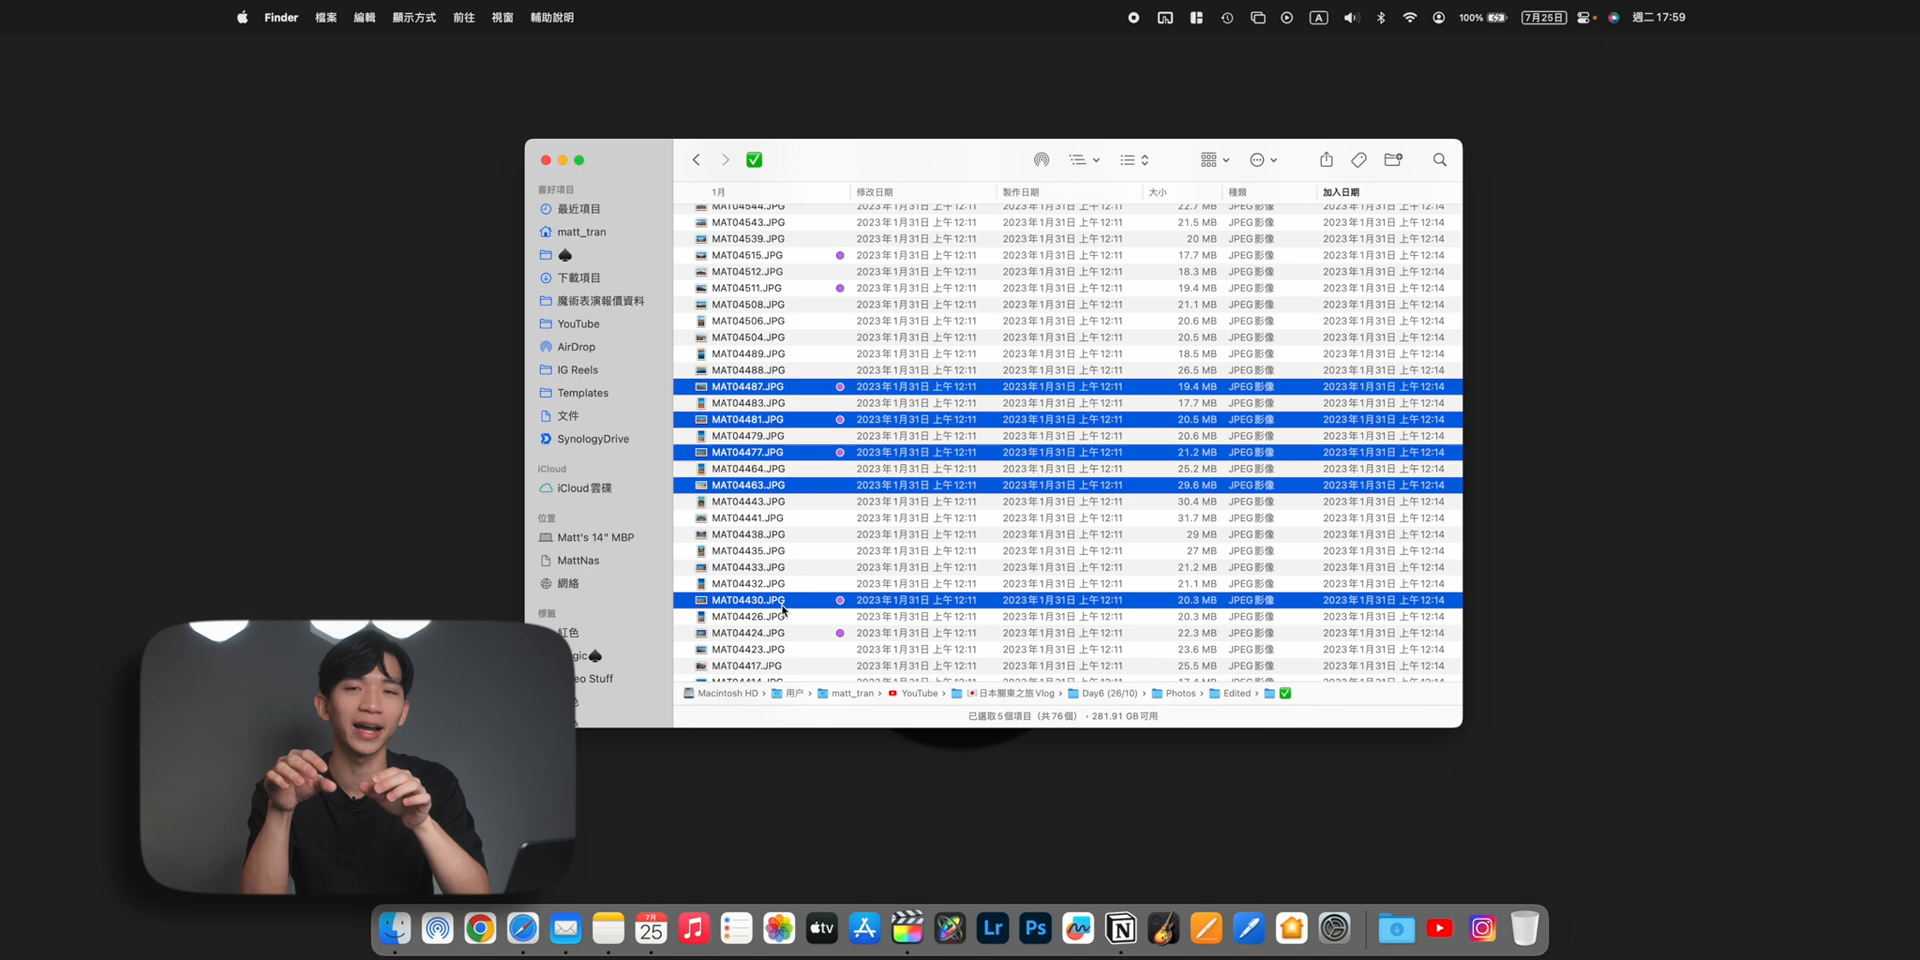 Finder 檔案 編輯 顯示方式 前往 視窗 輔助說明
A 100% 7月25日 週二17:59
喜好項目
最近項目
matt_tran
下載項目
魔術表演報價資料
YouTube
AirDrop
IG Reels
Templates
文件
SynologyDrive
iCloud
iCloud雲碟
位置
Matt's 14" MBP
MattNas
網絡
標籤
紅色
gic
eo Stuff
1月 修改日期 製作日期 大小 種類 加入日期
MAT04544.JPG 2023年1月31日 上午12:11 2023年1月31日 上午12:11 22.7 MB JPEG影像 2023年1月31日 上午12:14
MAT04543.JPG 2023年1月31日 上午12:11 2023年1月31日 上午12:11 21.5 MB JPEG影像 2023年1月31日 上午12:14
MAT04539.JPG 2023年1月31日 上午12:11 2023年1月31日 上午12:11 20 MB JPEG影像 2023年1月31日 上午12:14
MAT04515.JPG 2023年1月31日 上午12:11 2023年1月31日 上午12:11 17.7 MB JPEG影像 2023年1月31日 上午12:14
MAT04512.JPG 2023年1月31日 上午12:11 2023年1月31日 上午12:11 18.3 MB JPEG影像 2023年1月31日 上午12:14
MAT04511.JPG 2023年1月31日 上午12:11 2023年1月31日 上午12:11 19.4 MB JPEG影像 2023年1月31日 上午12:14
MAT04508.JPG 2023年1月31日 上午12:11 2023年1月31日 上午12:11 21.1 MB JPEG影像 2023年1月31日 上午12:14
MAT04506.JPG 2023年1月31日 上午12:11 2023年1月31日 上午12:11 20.6 MB JPEG影像 2023年1月31日 上午12:14
MAT04504.JPG 2023年1月31日 上午12:11 2023年1月31日 上午12:11 20.5 MB JPEG影像 2023年1月31日 上午12:14
MAT04489.JPG 2023年1月31日 上午12:11 2023年1月31日 上午12:11 18.5 MB JPEG影像 2023年1月31日 上午12:14
MAT04488.JPG 2023年1月31日 上午12:11 2023年1月31日 上午12:11 26.5 MB JPEG影像 2023年1月31日 上午12:14
MAT04487.JPG 2023年1月31日 上午12:11 2023年1月31日 上午12:11 19.4 MB JPEG影像 2023年1月31日 上午12:14
MAT04483.JPG 2023年1月31日 上午12:11 2023年1月31日 上午12:11 17.7 MB JPEG影像 2023年1月31日 上午12:14
MAT04481.JPG 2023年1月31日 上午12:11 2023年1月31日 上午12:11 20.5 MB JPEG影像 2023年1月31日 上午12:14
MAT04479.JPG 2023年1月31日 上午12:11 2023年1月31日 上午12:11 20.6 MB JPEG影像 2023年1月31日 上午12:14
MAT04477.JPG 2023年1月31日 上午12:11 2023年1月31日 上午12:11 21.2 MB JPEG影像 2023年1月31日 上午12:14
MAT04464.JPG 2023年1月31日 上午12:11 2023年1月31日 上午12:11 25.2 MB JPEG影像 2023年1月31日 上午12:14
MAT04463.JPG 2023年1月31日 上午12:11 2023年1月31日 上午12:11 29.6 MB JPEG影像 2023年1月31日 上午12:14
MAT04443.JPG 2023年1月31日 上午12:11 2023年1月31日 上午12:11 30.4 MB JPEG影像 2023年1月31日 上午12:14
MAT04441.JPG 2023年1月31日 上午12:11 2023年1月31日 上午12:11 31.7 MB JPEG影像 2023年1月31日 上午12:14
MAT04438.JPG 2023年1月31日 上午12:11 2023年1月31日 上午12:11 29 MB JPEG影像 2023年1月31日 上午12:14
MAT04435.JPG 2023年1月31日 上午12:11 2023年1月31日 上午12:11 27 MB JPEG影像 2023年1月31日 上午12:14
MAT04433.JPG 2023年1月31日 上午12:11 2023年1月31日 上午12:11 21.2 MB JPEG影像 2023年1月31日 上午12:14
MAT04432.JPG 2023年1月31日 上午12:11 2023年1月31日 上午12:11 21.1 MB JPEG影像 2023年1月31日 上午12:14
MAT04430.JPG 2023年1月31日 上午12:11 2023年1月31日 上午12:11 20.3 MB JPEG影像 2023年1月31日 上午12:14
MAT04426.JPG 2023年1月31日 上午12:11 2023年1月31日 上午12:11 20.3 MB JPEG影像 2023年1月31日 上午12:14
MAT04424.JPG 2023年1月31日 上午12:11 2023年1月31日 上午12:11 22.3 MB JPEG影像 2023年1月31日 上午12:14
MAT04423.JPG 2023年1月31日 上午12:11 2023年1月31日 上午12:11 23.6 MB JPEG影像 2023年1月31日 上午12:14
MAT04417.JPG 2023年1月31日 上午12:11 2023年1月31日 上午12:11 25.5 MB JPEG影像 2023年1月31日 上午12:14
Macintosh HD › 用户 › matt_tran › YouTube › 日本關東之旅Vlog › Day6 (26/10) › Photos › Edited ›
已選取5個項目（共76個），281.91 GB可用
7月
25
tv
Lr
Ps